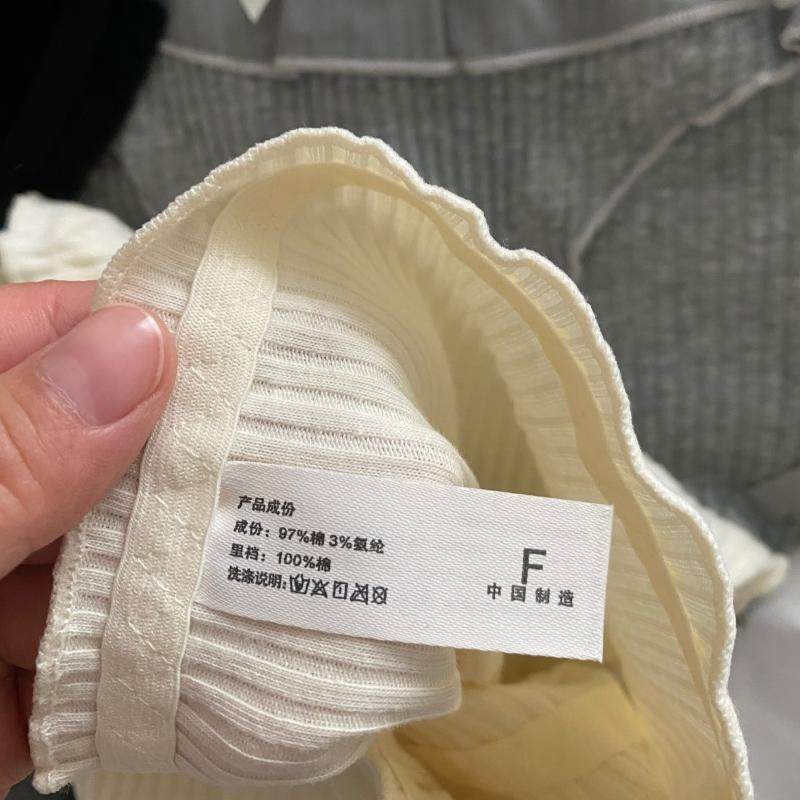 产品成份
成份：97%棉 3%氨纶
里裆：100%棉
洗涤说明:
F
中国制造